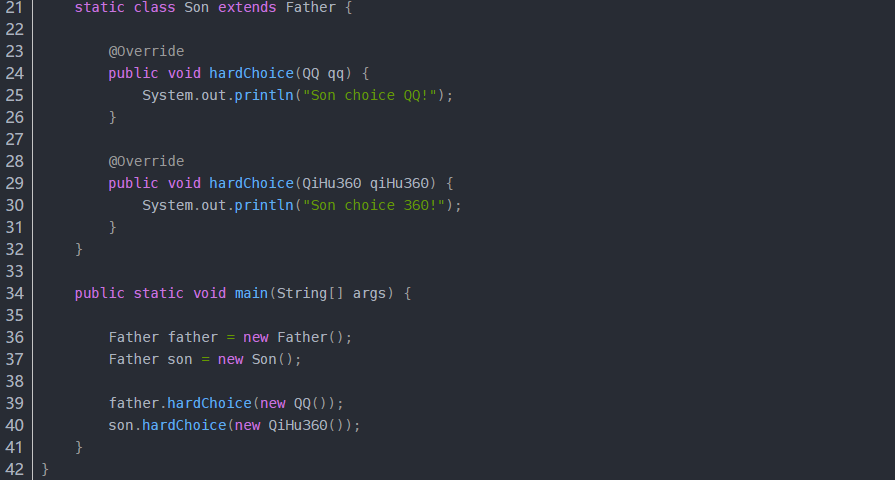 21    static class Son extends Father {
22
23        @Override
24        public void hardChoice(QQ qq) {
25            System.out.println("Son choice QQ!");
26        }
27
28        @Override
29        public void hardChoice(QiHu360 qiHu360) {
30            System.out.println("Son choice 360!");
31        }
32    }
33
34    public static void main(String[] args) {
35
36        Father father = new Father();
37        Father son = new Son();
38
39        father.hardChoice(new QQ());
40        son.hardChoice(new QiHu360());
41    }
42 }